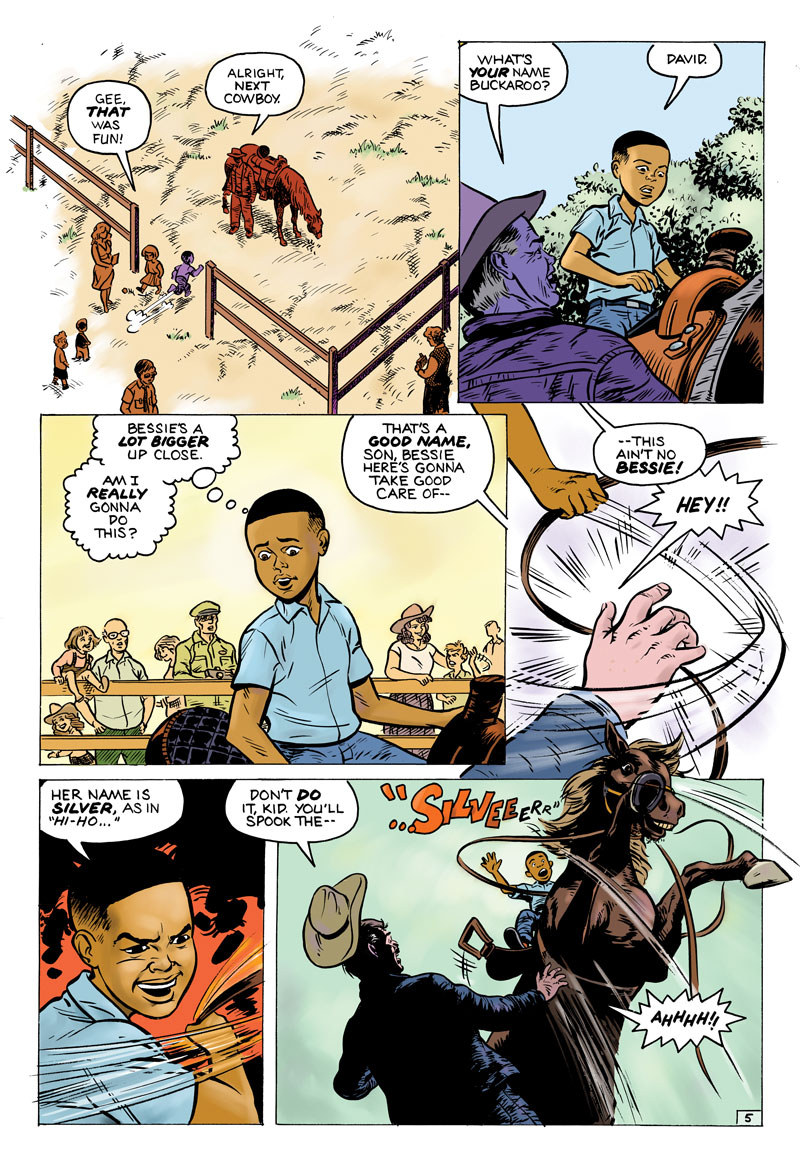 GEE,
THAT
WAS
FUN!
ALRIGHT,
NEXT
COWBOY.
WHAT'S
YOUR NAME
BUCKAROO?
DAVID.
BESSIE'S A
LOT BIGGER
UP CLOSE.
AM I
REALLY
GONNA
DO
THIS?
THAT'S A
GOOD NAME,
SON, BESSIE
HERE'S GONNA
TAKE GOOD
CARE OF--
--THIS
AIN'T NO
BESSIE!
HEY!!
HER NAME IS
SILVER, AS IN
"HI-HO..."
DON'T DO
IT, KID. YOU'LL
SPOOK THE--
"...SILVEEERR"
AHHHH!!
5